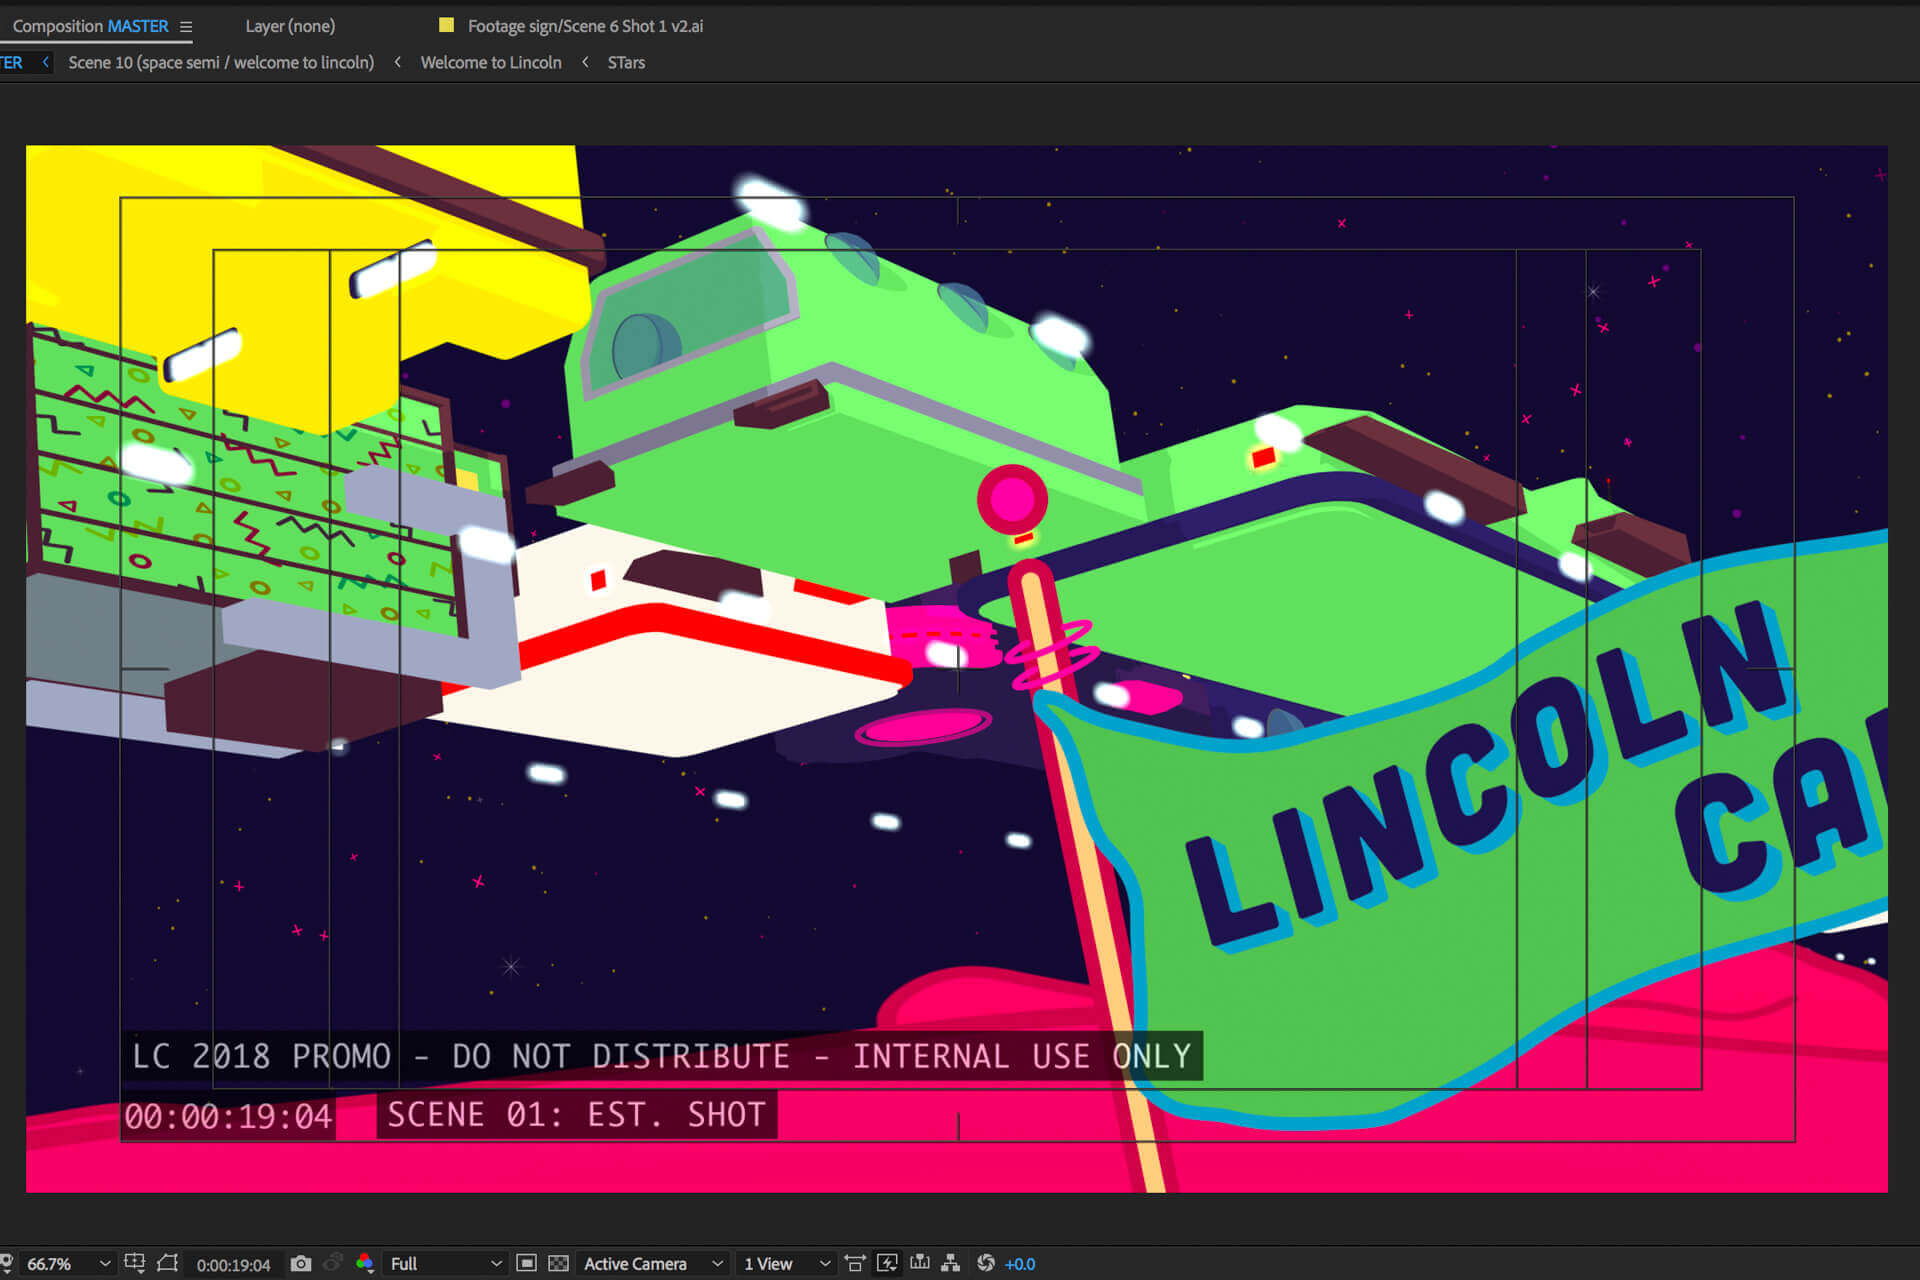 Composition MASTER
Layer (none)
Footage sign/Scene 6 Shot 1 v2.ai
TER
Scene 10 (space semi / welcome to lincoln)
Welcome to Lincoln
STars
LINCOLN
CA
LC 2018 PROMO - DO NOT DISTRIBUTE - INTERNAL USE ONLY
00:00:19:04
SCENE 01: EST. SHOT
66.7%
0:00:19:04
Full
Active Camera
1 View
+0.0